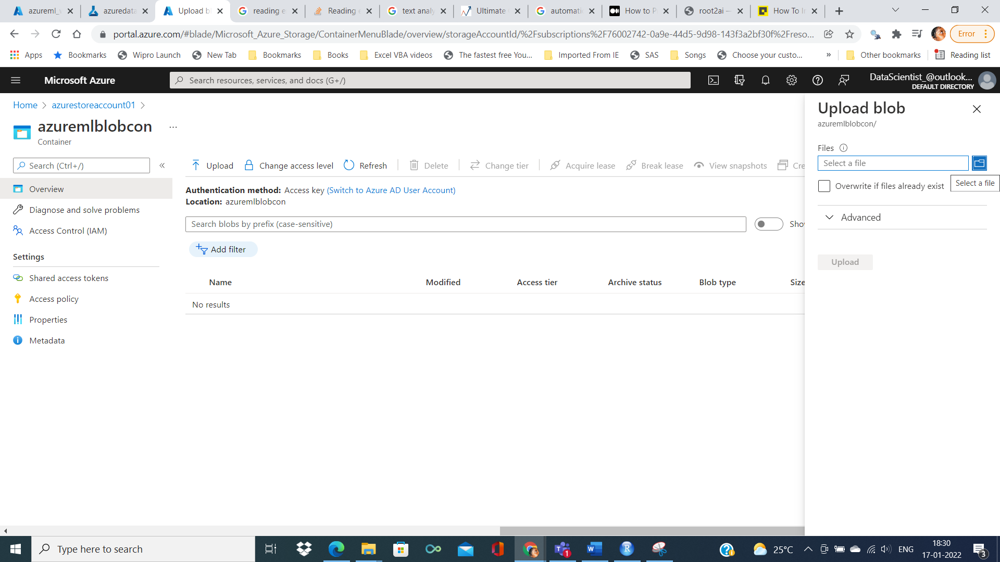 azureml_v
azuredata
Upload bl
reading e
Reading e
text analy
Ultimate
automati
How to P
root2ai —
How To In
portal.azure.com/#blade/Microsoft_Azure_Storage/ContainerMenuBlade/overview/storageAccountId/%2Fsubscriptions%2F76002742-0a9e-44d5-9d98-143f3a2bf30f%2Freso...
Error
Apps
Bookmarks
Wipro Launch
New Tab
Bookmarks
Books
Excel VBA videos
The fastest free You...
Imported From IE
SAS
Songs
Choose your custo...
»
Other bookmarks
Reading list
Microsoft Azure
Search resources, services, and docs (G+/)
DataScientist_@outlook...
DEFAULT DIRECTORY
Home > azurestoreaccount01 >
azuremlblobcon ...
Container
Search (Ctrl+/)
«
Overview
Diagnose and solve problems
Access Control (IAM)
Settings
Shared access tokens
Access policy
Properties
Metadata
Upload
Change access level
Refresh
Delete
Change tier
Acquire lease
Break lease
View snapshots
Cre
Authentication method: Access key (Switch to Azure AD User Account)
Location: azuremlblobcon
Search blobs by prefix (case-sensitive)
Show
Add filter
Name Modified Access tier Archive status Blob type Size
No results
Upload blob
azuremlblobcon/
Files
Select a file
Overwrite if files already exist
Select a file
Advanced
Upload
Type here to search
1
25°C
ENG
18:30
17-01-2022
3